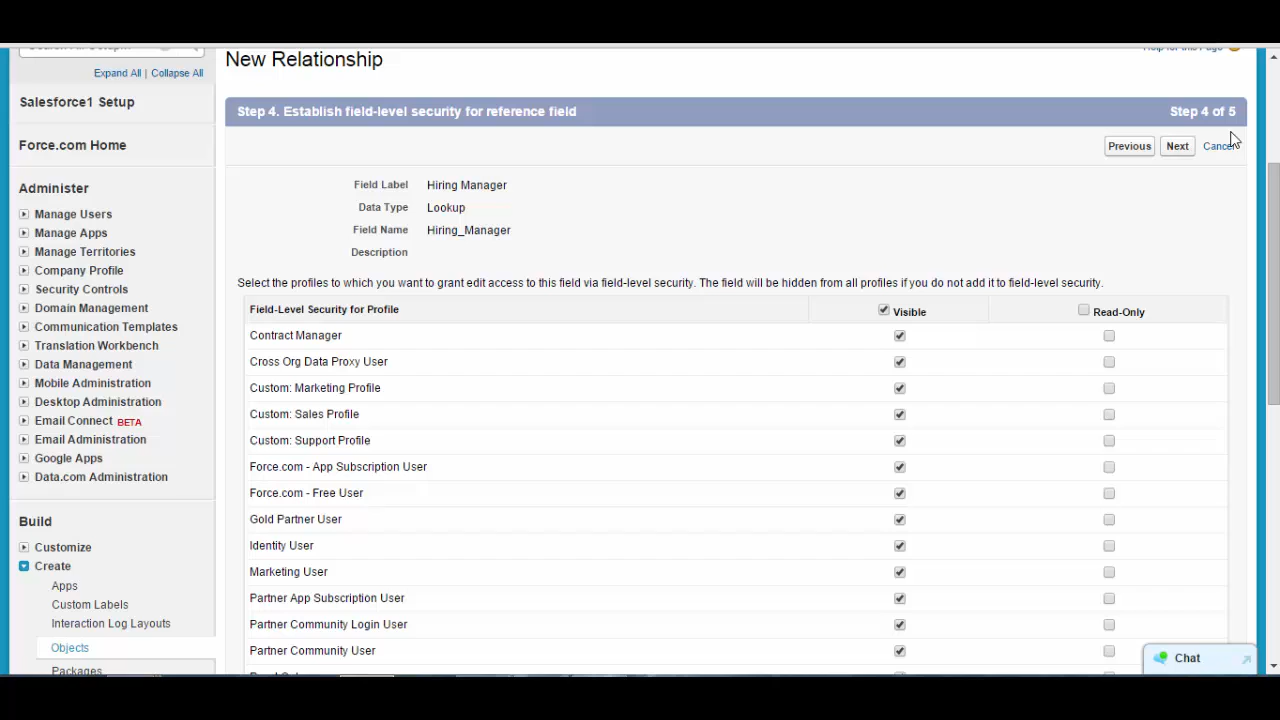 New Relationship
Expand All | Collapse All
Salesforce1 Setup
Force.com Home
Administer
Manage Users
Manage Apps
Manage Territories
Company Profile
Security Controls
Domain Management
Communication Templates
Translation Workbench
Data Management
Mobile Administration
Desktop Administration
Email Connect BETA
Email Administration
Google Apps
Data.com Administration
Build
Customize
Create
Apps
Custom Labels
Interaction Log Layouts
Objects
Packages
Help for this Page
Step 4. Establish field-level security for reference field Step 4 of 5
Previous Next Cancel
Field Label Hiring Manager
Data Type Lookup
Field Name Hiring_Manager
Description
Select the profiles to which you want to grant edit access to this field via field-level security. The field will be hidden from all profiles if you do not add it to field-level security.
Field-Level Security for Profile Visible Read-Only
Contract Manager
Cross Org Data Proxy User
Custom: Marketing Profile
Custom: Sales Profile
Custom: Support Profile
Force.com - App Subscription User
Force.com - Free User
Gold Partner User
Identity User
Marketing User
Partner App Subscription User
Partner Community Login User
Partner Community User
Chat